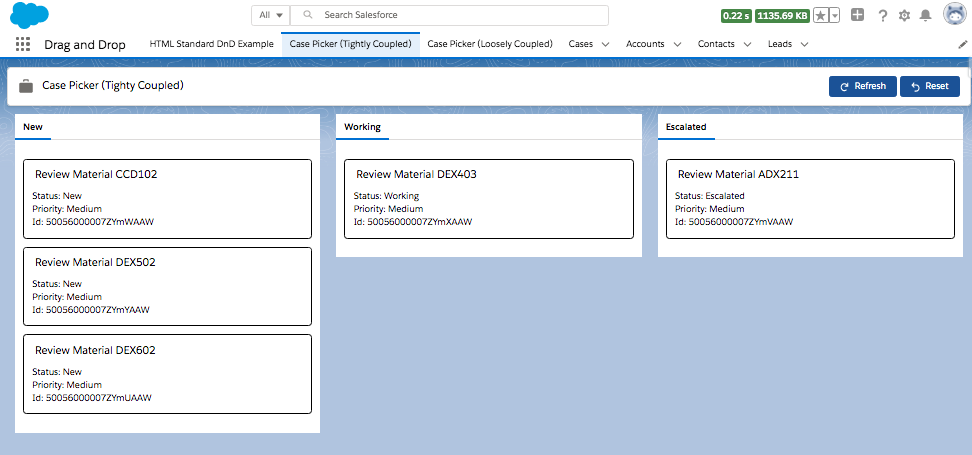 All
Search Salesforce
0.22 s
1135.69 KB
Drag and Drop
HTML Standard DnD Example
Case Picker (Tightly Coupled)
Case Picker (Loosely Coupled)
Cases
Accounts
Contacts
Leads
Case Picker (Tighty Coupled)
Refresh
Reset
New
Review Material CCD102
Status: New
Priority: Medium
Id: 50056000007ZYmWAAW
Review Material DEX502
Status: New
Priority: Medium
Id: 50056000007ZYmYAAW
Review Material DEX602
Status: New
Priority: Medium
Id: 50056000007ZYmUAAW
Working
Review Material DEX403
Status: Working
Priority: Medium
Id: 50056000007ZYmXAAW
Escalated
Review Material ADX211
Status: Escalated
Priority: Medium
Id: 50056000007ZYmVAAW